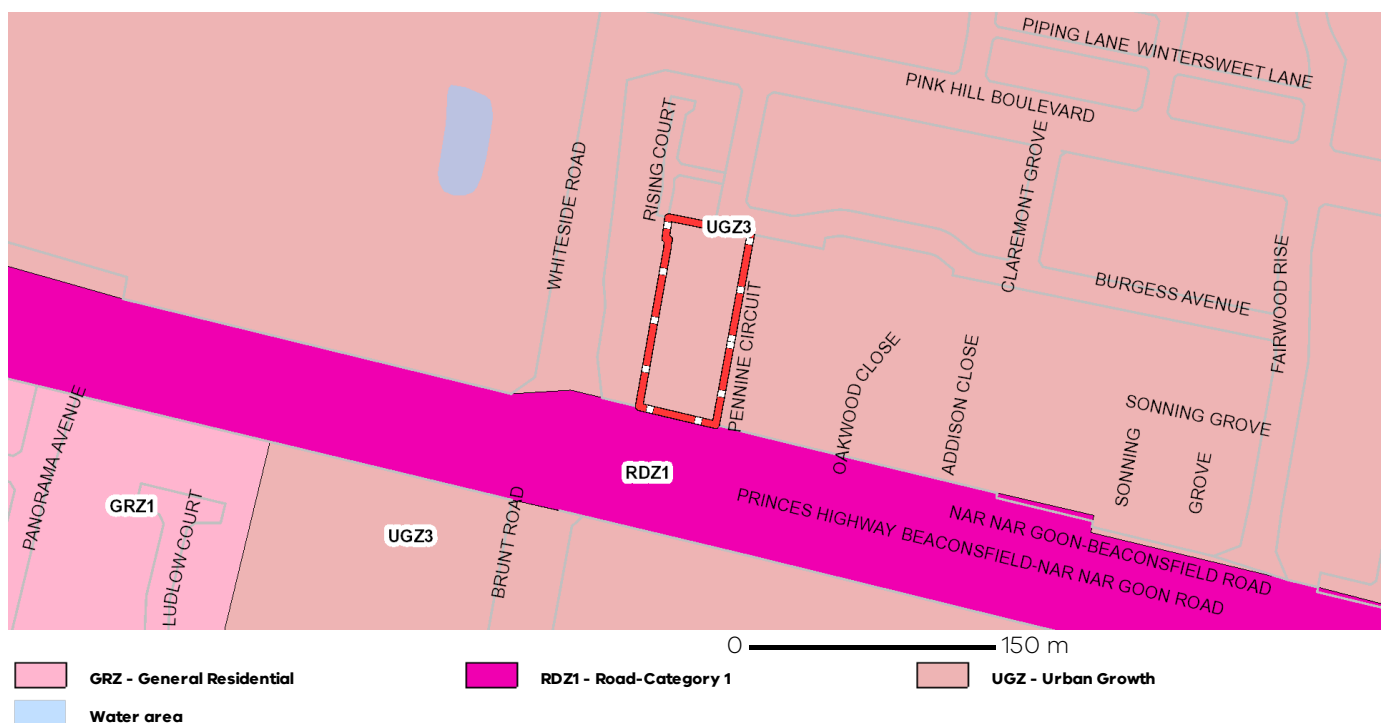 PIPING LANE WINTERSWEET LANE
PINK HILL BOULEVARD
RISING COURT
WHITESIDE ROAD
CLAREMONT GROVE
UGZ3
FAIRWOOD RISE
BURGESS AVENUE
PENNINE CIRCUIT
OAKWOOD CLOSE
ADDISON CLOSE
SONNING GROVE
SONNING
GROVE
PANORAMA AVENUE
RDZ1
GRZ1
LUDLOW COURT
UGZ3
BRUNT ROAD
NAR NAR GOON-BEACONSFIELD ROAD
PRINCES HIGHWAY BEACONSFIELD-NAR NAR GOON ROAD
0 150 m
GRZ - General Residential
RDZ1 - Road-Category 1
UGZ - Urban Growth
Water area